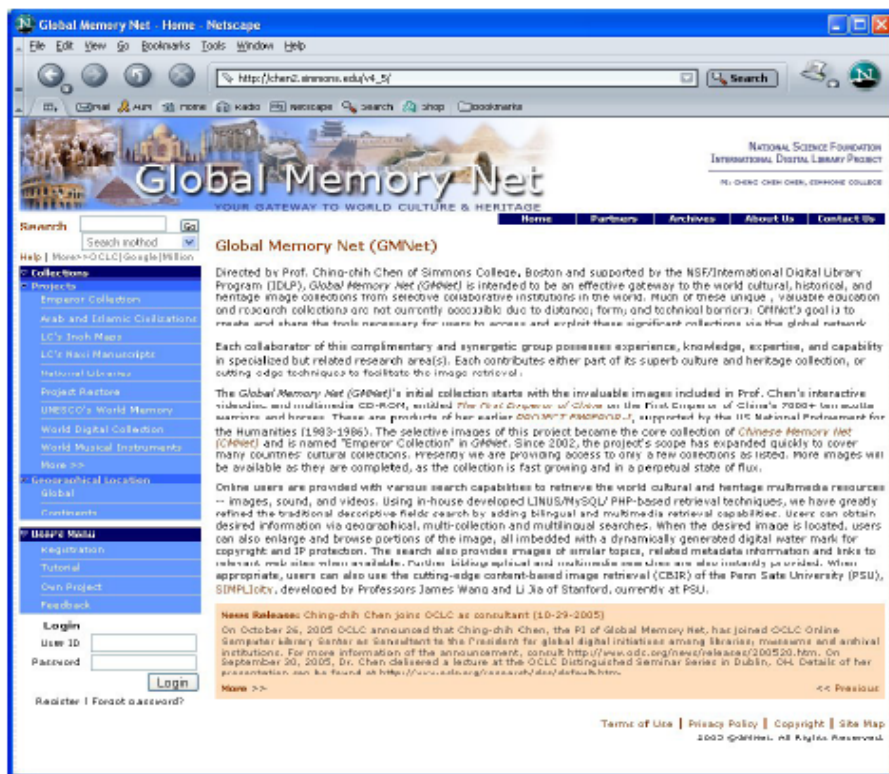 Global Memory Net - Home - Netscape
File Edit View Go Bookmarks Tools Window Help
http://chen2.simmons.edu/v4_5/
Search
Mail AIM Home Radio Netscape Search Shop Bookmarks
Global Memory Net
YOUR GATEWAY TO WORLD CULTURE & HERITAGE
NATIONAL SCIENCE FOUNDATION
INTERNATIONAL DIGITAL LIBRARY PROJECT
PI: CHING-CHIH CHEN, SIMMONS COLLEGE
Home Partners Archives About Us Contact Us
Search
Go
Search method
Help | More>>OCLC|Google|Million
Collections
Projects
Emperor Collection
Arab and Islamic Civilizations
LC's Inoh Maps
LC's Naxi Manuscripts
National Libraries
Project Restore
UNESCO's World Memory
World Digital Collection
World Musical Instruments
More >>
Geographical Location
Global
Continents
User's Menu
Registration
Tutorial
Own Project
Feedback
Login
User ID
Password
Login
Register | Forgot password?
Global Memory Net (GMNet)
Directed by Prof. Ching-chih Chen of Simmons College, Boston and supported by the NSF/International Digital Library
Program (IDLP), Global Memory Net (GMNet) is intended to be an effective gateway to the world cultural, historical, and
heritage image collections from selective collaborative institutions in the world. Much of these unique , valuable education
and research collections are not currently accessible due to distance, form, and technical barriers. GMNet's goal is to
create and share the tools necessary for users to access and exploit these significant collections via the global network.
Each collaborator of this complimentary and synergetic group possesses experience, knowledge, expertise, and capability
in specialized but related research area(s). Each contributes either part of its superb culture and heritage collection, or
cutting edge techniques to facilitate the image retrieval.
The Global Memory Net (GMNet)'s initial collection starts with the invaluable images included in Prof. Chen's interactive
videodisc and multimedia CD-ROM, entitled The First Emperor of China on the First Emperor of China's 7000+ terracotta
warriors and horses. These are products of her earlier PROJECT EMPEROR-I, supported by the US National Endowment for
the Humanities (1983-1986). The selective images of this project became the core collection of Chinese Memory Net
(CMNet) and is named "Emperor Collection" in GMNet. Since 2002, the project's scope has expanded quickly to cover
many countries' cultural collections. Presently we are providing access to only a few collections as listed. More images will
be available as they are completed, as the collection is fast growing and in a perpetual state of flux.
Online users are provided with various search capabilities to retrieve the world cultural and heritage multimedia resources
-- images, sound, and videos. Using in-house developed LINUS/MySQL/ PHP-based retrieval techniques, we have greatly
refined the traditional descriptive fields search by adding bilingual and multimedia retrieval capabilities. Users can obtain
desired information via geographical, multi-collection and multilingual searches. When the desired image is located, users
can also enlarge and browse portions of the image, all imbedded with a dynamically generated digital water mark for
copyright and IP protection. The search also provides images of similar topics, related metadata information and links to
relevant web sites when available. Further bibliographical and multimedia searches are also instantly provided. When
appropriate, users can also use the cutting-edge content-based image retrieval (CBIR) of the Penn State University (PSU),
SIMPLIcity, developed by Professors James Wang and Li Jia of Stanford, currently at PSU.
News Release: Ching-chih Chen joins OCLC as consultant (10-29-2005)
On October 26, 2005 OCLC announced that Ching-chih Chen, the PI of Global Memory Net, has joined OCLC Online
Computer Library Center as Consultant to the President for global digital initiatives among libraries, museums and archival
institutions. For more information of the announcement, consult http://www.oclc.org/news/releases/200520.htm. On
September 30, 2005, Dr. Chen delivered a lecture at the OCLC Distinguished Seminar Series in Dublin, OH. Details of her
presentation can be found at http://www.oclc.org/research/dss/default.htm
More >> << Previous
Terms of Use | Privacy Policy | Copyright | Site Map
2005 @GMNet. All Rights Reserved.